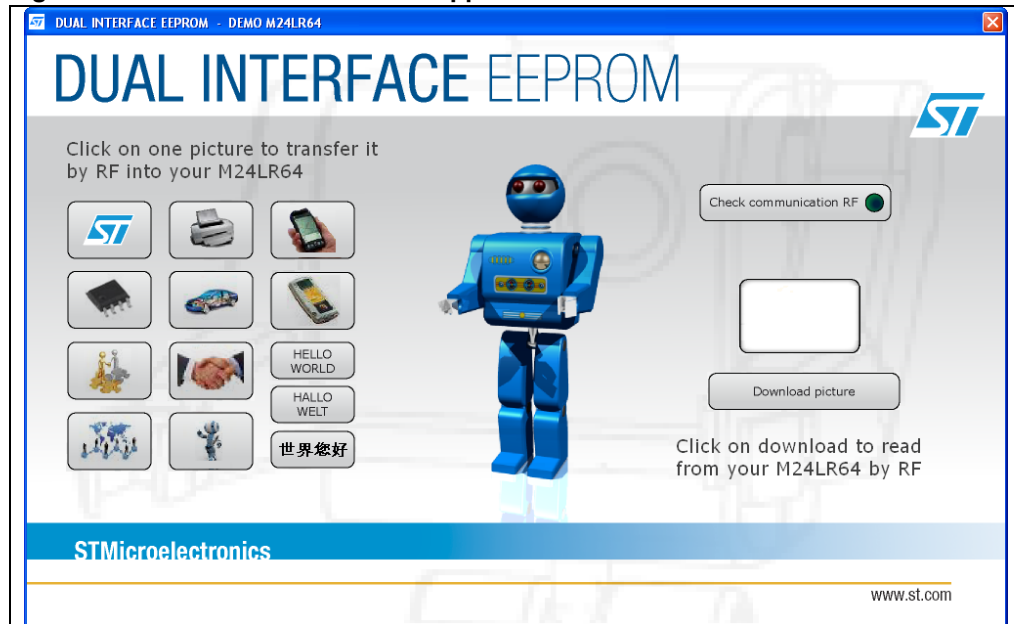 DUAL INTERFACE EEPROM - DEMO M24LR64
DUAL INTERFACE EEPROM
ST
Click on one picture to transfer it
by RF into your M24LR64
ST
HELLO
WORLD
HALLO
WELT
世界您好
Check communication RF
Download picture
Click on download to read
from your M24LR64 by RF
STMicroelectronics
www.st.com